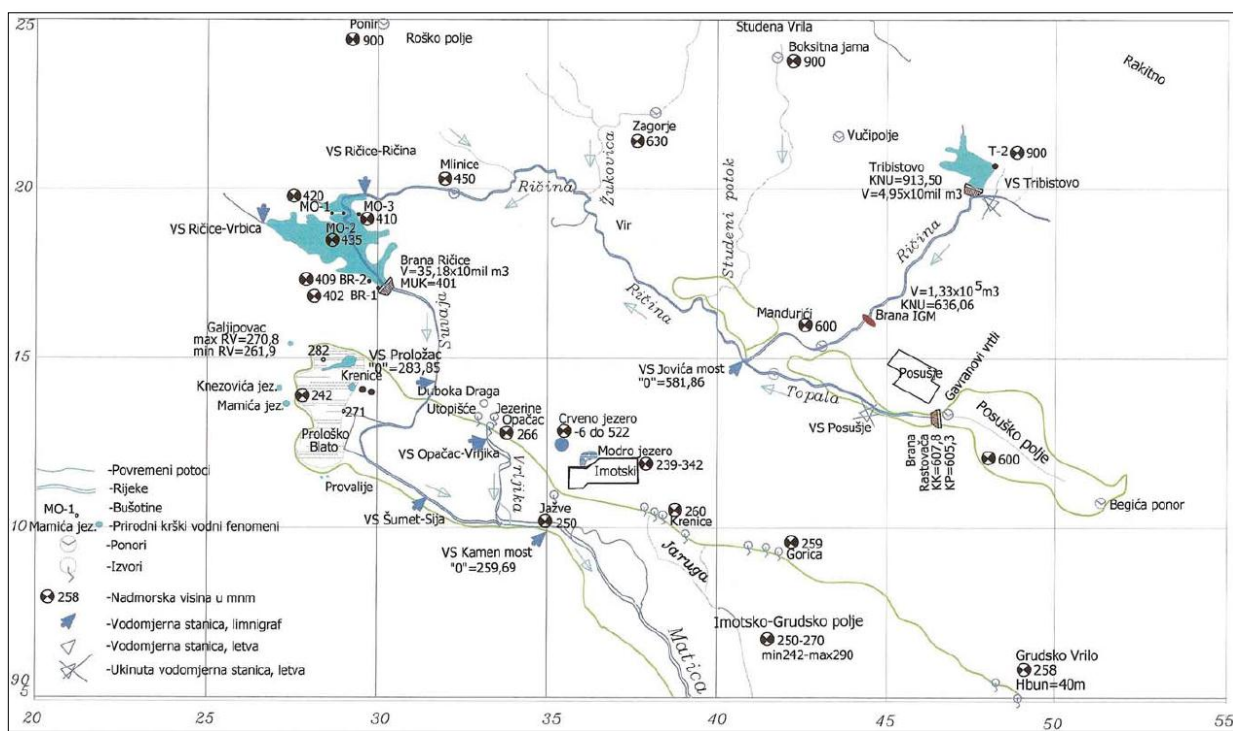 25
Ponir
900
Roško polje
Studena Vrila
Boksitna jama
900
Rakitno
Zagorje
630
Vučipolje
T-2
900
VS Ričice-Ričina
Mlinice
450
Tribistovo
KNU=913,50
V=4,95x10mil m3
VS Tribistovo
20
420
MO-1
MO-3
410
MO-2
435
VS Ričice-Vrbica
Ričina
Žukovica
Vir
Studeni potok
Ričina
Brana Ričice
V=35,18x10mil m3
MUK=401
409 BR-2
402 BR-1
Suvaja
Ričina
V=1,33x10 5 m3
KNU=636,06
Brana IGM
Mandurići
600
Galjipovac
max RV=270,8
min RV=261,9
282
15
VS Proložac
"0"=283,85
VS Jovića most
"0"=581,86
Posušje
Gavranovi vrtli
Knezovića jez.
Mamića jez.
Krenice
242
271
Duboka Draga
Utopišće
Jezerine
Opačac
266
Crveno jezero
-6 do 522
Topala
VS Posušje
Posuško polje
Proložko
Blato
VS Opačac-Vrljika
Vrljika
Modro jezero
Imotski
239-342
Brana
Rastovača
KK=607,8
KP=605,3
600
Provalije
Begića ponor
VS Šumet-Sija
Jažve
250
Krenice
260
259
Gorica
10
VS Kamen most
"0"=259,69
Jaruga
Matica
Imotsko-Grudsko polje
250-270
min242-max290
Grudsko Vrilo
258
Hbun=40m
-Povremeni potoci
-Rijeke
MO-1 -Bušotine
Mamića jez. -Prirodni krški vodni fenomeni
-Ponori
-Izvori
258 -Nadmorska visina u mnm
-Vodomjerna stanica, limnigraf
-Vodomjerna stanica, letva
-Ukinuta vodomjerna stanica, letva
90
5
20 25 30 35 40 45 50 55